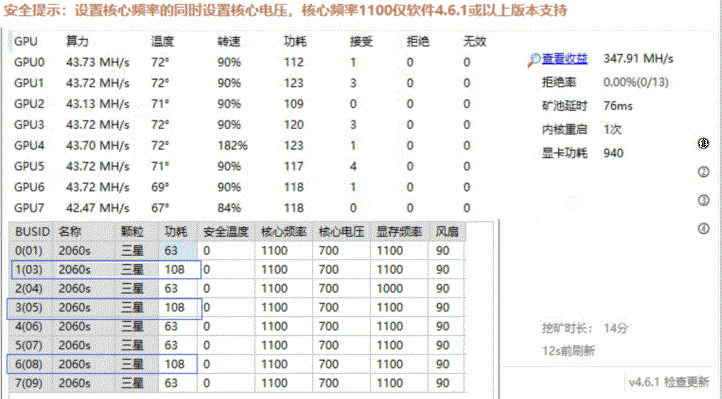 安全提示：设置核心频率的同时设置核心电压，核心频率1100仅软件4.6.1或以上版本支持
GPU 算力 温度 转速 功耗 接受 拒绝 无效
GPU0 43.73 MH/s 72° 90% 112 1 0 0
GPU1 43.72 MH/s 72° 90% 123 3 0 0
GPU2 43.13 MH/s 71° 90% 109 0 0 0
GPU3 43.72 MH/s 72° 90% 120 3 0 0
GPU4 43.70 MH/s 72° 182% 123 1 0 0
GPU5 43.72 MH/s 71° 90% 117 4 0 0
GPU6 43.72 MH/s 69° 90% 118 1 0 0
GPU7 42.47 MH/s 67° 84% 118 0 0 0
查看收益 347.91 MH/s
拒绝率 0.00%(0/13)
矿池延时 76ms
内核重启 1次
显卡功耗 940
②
③
④
BUSID 名称 颗粒 功耗 安全温度 核心频率 核心电压 显存频率 风扇
0(01) 2060s 三星 63 0 1100 700 1100 90
1(03) 2060s 三星 108 0 1100 700 1100 90
2(04) 2060s 三星 63 0 1100 700 1000 90
3(05) 2060s 三星 108 0 1100 700 1100 90
4(06) 2060s 三星 63 0 1100 700 1100 90
5(07) 2060s 三星 63 0 1100 700 1100 90
6(08) 2060s 三星 108 0 1100 700 1100 90
7(09) 2060s 三星 63 0 1100 700 1100 90
挖矿时长： 14分
12s前刷新
v4.6.1 检查更新